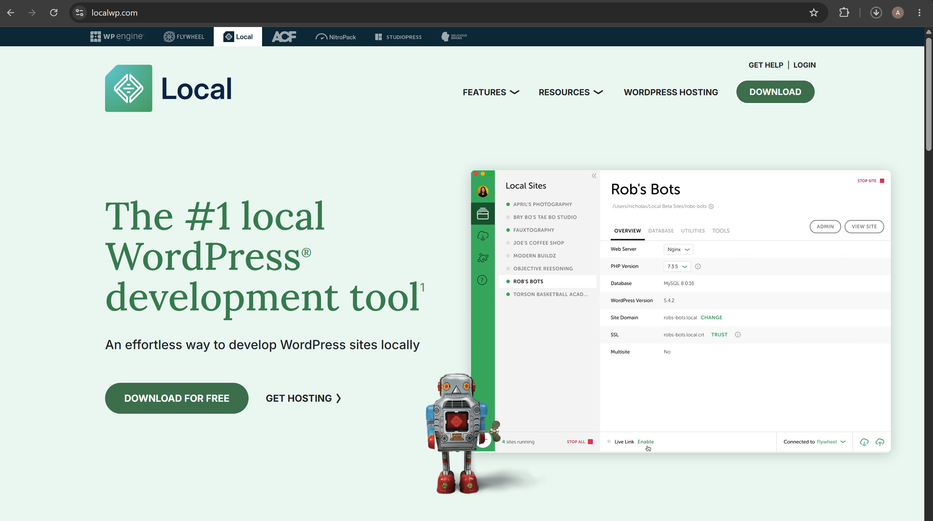 localwp.com
A
WP engine
FLYWHEEL
Local
ACF
NitroPack
STUDIOPRESS
DELICIOUS BRAINS
GET HELP | LOGIN
Local
FEATURES
RESOURCES
WORDPRESS HOSTING
DOWNLOAD
The #1 local
WordPress®
development tool1
An effortless way to develop WordPress sites locally
DOWNLOAD FOR FREE
GET HOSTING
Local Sites
APRIL'S PHOTOGRAPHY
BRY BO'S TAE BO STUDIO
FAUXTOGRAPHY
JOE'S COFFEE SHOP
MODERN BUILDZ
OBJECTIVE REESONING
ROB'S BOTS
TORSON BASKETBALL ACAD...
4 sites running
STOP ALL
Rob's Bots
STOP SITE
/Users/nicholas/Local Beta Sites/robs-bots
ADMIN
VIEW SITE
OVERVIEW DATABASE UTILITIES TOOLS
Web Server Nginx
PHP Version 7.3.5
Database MySQL 8.0.16
WordPress Version 5.4.2
Site Domain robs-bots.local CHANGE
SSL robs-bots.local.crt TRUST
Multisite No
Live Link Enable
Connected to Flywheel